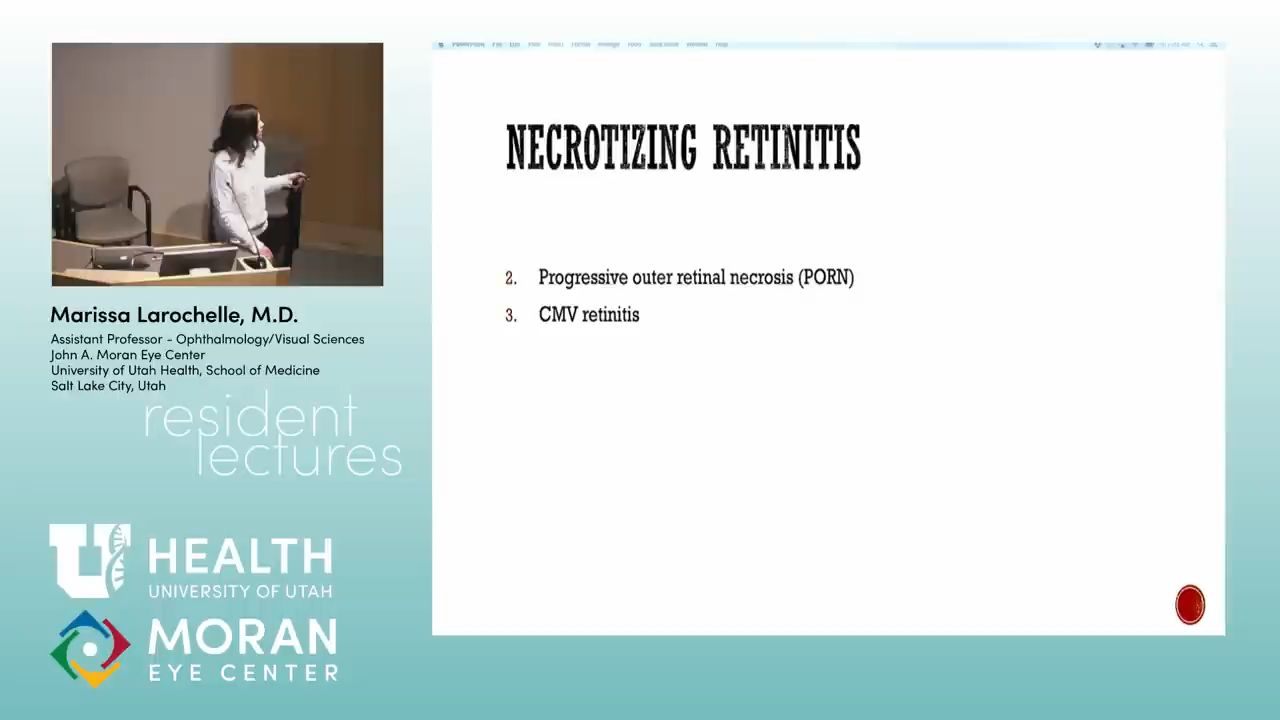 NECROTIZING RETINITIS
2. Progressive outer retinal necrosis (PORN)
3. CMV retinitis
Marissa Larochelle, M.D.
Assistant Professor - Ophthalmology/Visual Sciences
John A. Moran Eye Center
University of Utah Health, School of Medicine
Salt Lake City, Utah
resident
lectures
U HEALTH
UNIVERSITY OF UTAH
MORAN
EYE CENTER